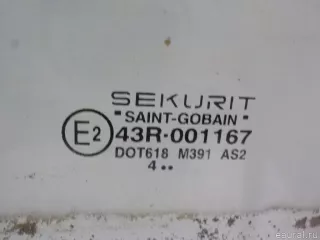 SEKURIT
"SAINT-GOBAIN"
E2 43R-001167
DOT618 M391 AS2
4 ..